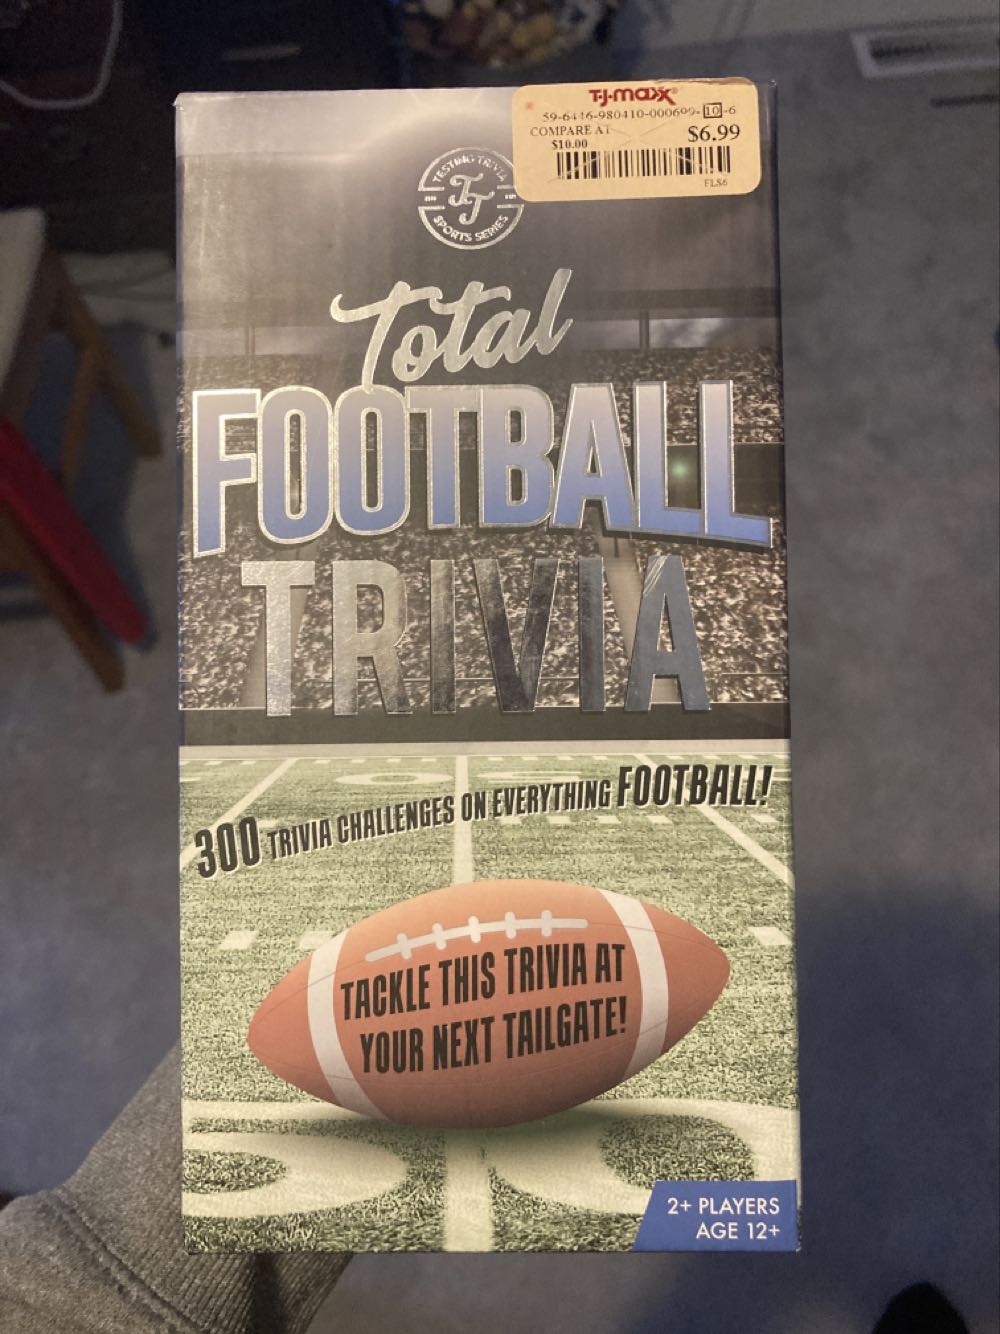 T·J·maxx
59-6446-980410-000699-10-6
COMPARE AT
$10.00
$6.99
FLS6
TESTING TRIVIA
TT
SPORTS SERIES
Total
FOOTBALL
TRIVIA
300 TRIVIA CHALLENGES ON EVERYTHING FOOTBALL!
TACKLE THIS TRIVIA AT
YOUR NEXT TAILGATE!
2+ PLAYERS
AGE 12+